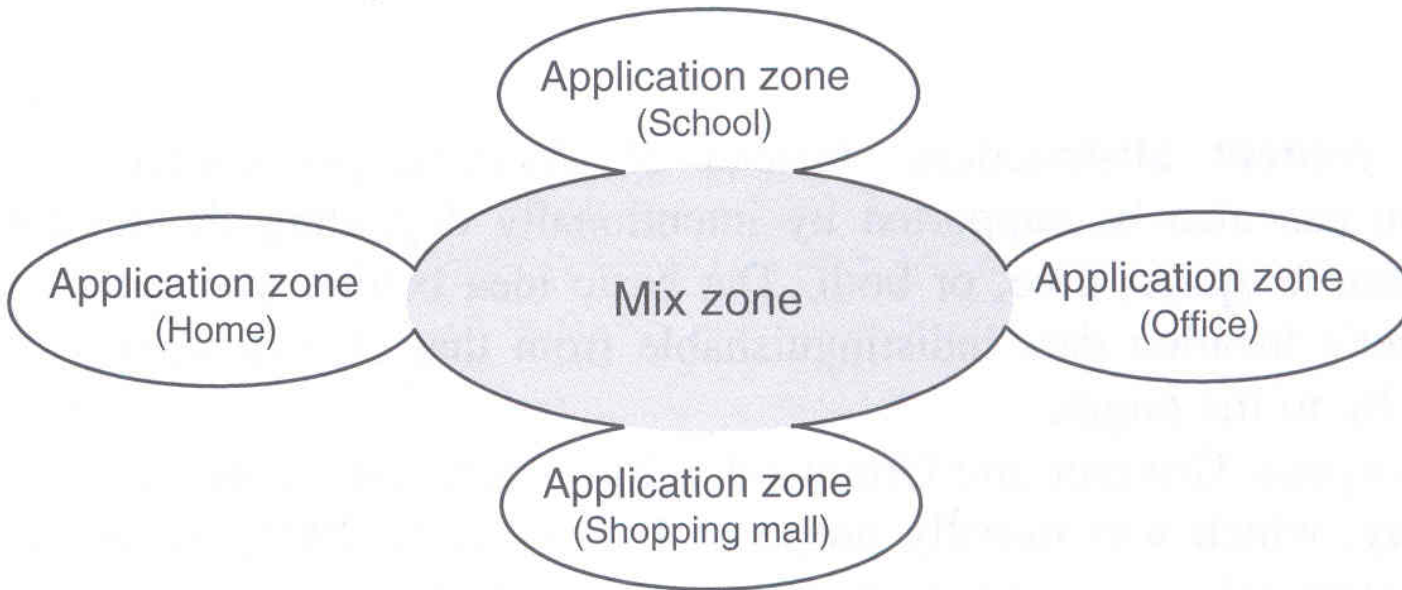 Application zone
(School)
Application zone
(Home)
Mix zone
Application zone
(Office)
Application zone
(Shopping mall)